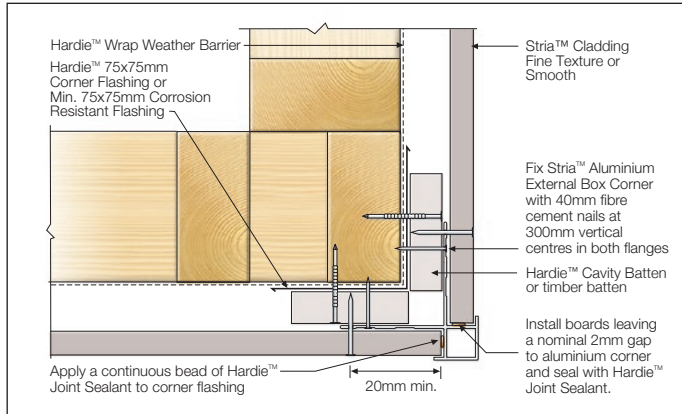 Hardie™ Wrap Weather Barrier
Hardie™ 75x75mm
Corner Flashing or
Min. 75x75mm Corrosion
Resistant Flashing
Stria™ Cladding
Fine Texture or
Smooth
Fix Stria™ Aluminium
External Box Corner
with 40mm fibre
cement nails at
300mm vertical
centres in both flanges
Hardie™ Cavity Batten
or timber batten
Install boards leaving
a nominal 2mm gap
to aluminium corner
and seal with Hardie™
Joint Sealant.
Apply a continuous bead of Hardie™
Joint Sealant to corner flashing
20mm min.